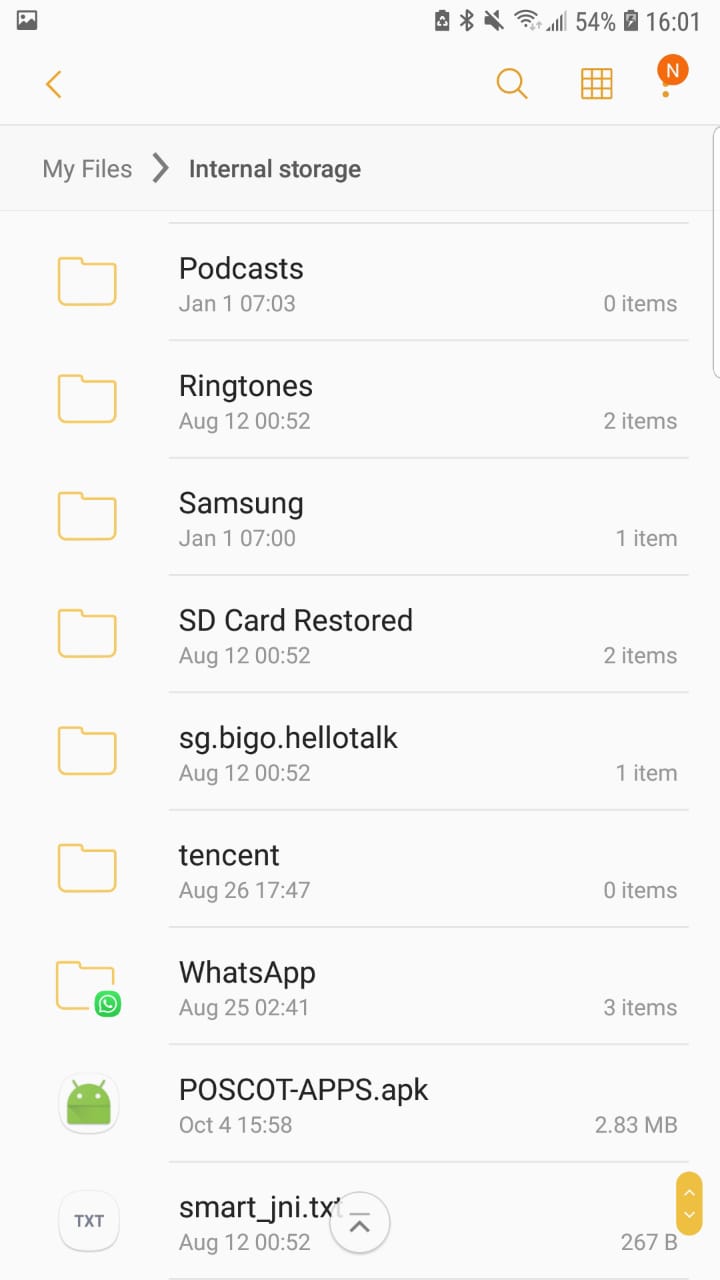 54% 16:01
N
My Files Internal storage
Podcasts
Jan 1 07:03 0 items
Ringtones
Aug 12 00:52 2 items
Samsung
Jan 1 07:00 1 item
SD Card Restored
Aug 12 00:52 2 items
sg.bigo.hellotalk
Aug 12 00:52 1 item
tencent
Aug 26 17:47 0 items
WhatsApp
Aug 25 02:41 3 items
POSCOT-APPS.apk
Oct 4 15:58 2.83 MB
TXT smart_jni.txt
Aug 12 00:52 267 B